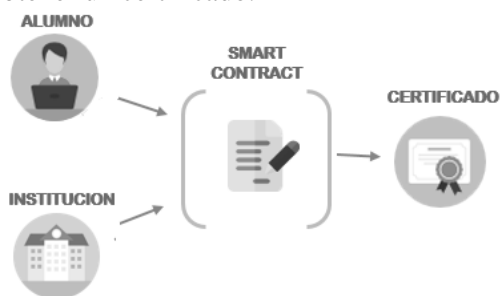 ALUMNO
SMART
CONTRACT
CERTIFICADO
INSTITUCION